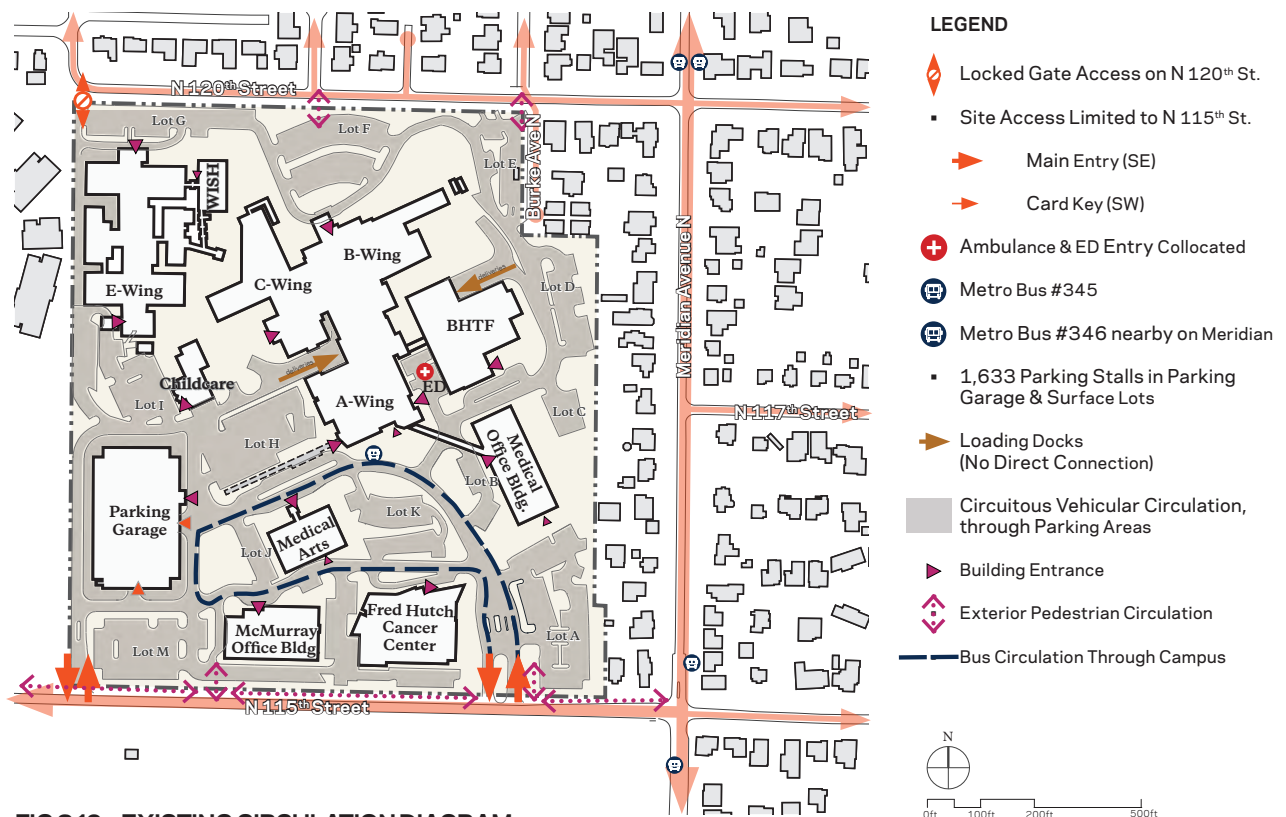 N 120th Street
Lot G
Lot F
Lot E
Burke Ave N
WISH
B-Wing
C-Wing
E-Wing
deliveries
Lot D
BHTF
Meridian Avenue N
deliveries
ED
Childcare
A-Wing
Lot I
Lot C
N 117th Street
Lot H
Medical
Office Bldg.
Lot B
Parking
Garage
Lot K
Lot J
Medical
Arts
Fred Hutch
Cancer
Center
McMurray
Office Bldg
Lot A
Lot M
N 115th Street
LEGEND
Locked Gate Access on N 120th St.
▪ Site Access Limited to N 115th St.
Main Entry (SE)
Card Key (SW)
Ambulance & ED Entry Collocated
Metro Bus #345
Metro Bus #346 nearby on Meridian
▪ 1,633 Parking Stalls in Parking
Garage & Surface Lots
Loading Docks
(No Direct Connection)
Circuitous Vehicular Circulation,
through Parking Areas
Building Entrance
Exterior Pedestrian Circulation
Bus Circulation Through Campus
N
0ft 100ft 200ft 500ft
EXISTING CIRCULATION DIAGRAM